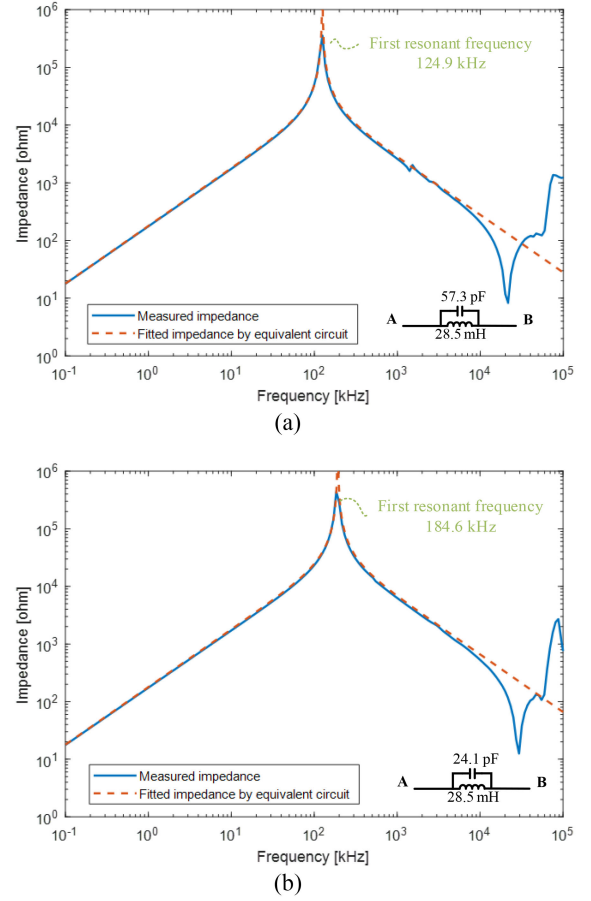 10^6
First resonant frequency
124.9 kHz
10^5
10^4
10^3
10^2
10^1
10^0
Impedance [ohm]
57.3 pF
A
B
28.5 mH
Measured impedance
Fitted impedance by equivalent circuit
10^-1 10^0 10^1 10^2 10^3 10^4 10^5
Frequency [kHz]
(a)
10^6
First resonant frequency
184.6 kHz
10^5
10^4
10^3
10^2
10^1
10^0
Impedance [ohm]
24.1 pF
A
B
28.5 mH
Measured impedance
Fitted impedance by equivalent circuit
10^-1 10^0 10^1 10^2 10^3 10^4 10^5
Frequency [kHz]
(b)